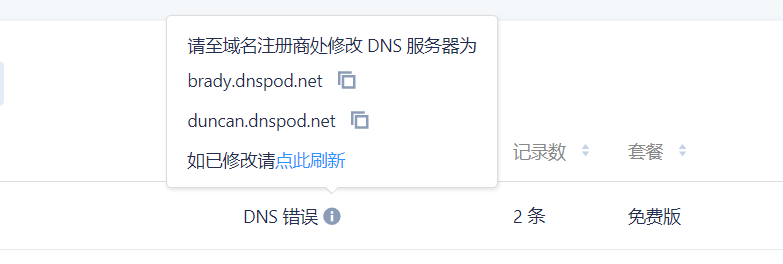 请至域名注册商处修改 DNS 服务器为
brady.dnspod.net
duncan.dnspod.net
如已修改请点此刷新
记录数 套餐
DNS 错误 2 条 免费版